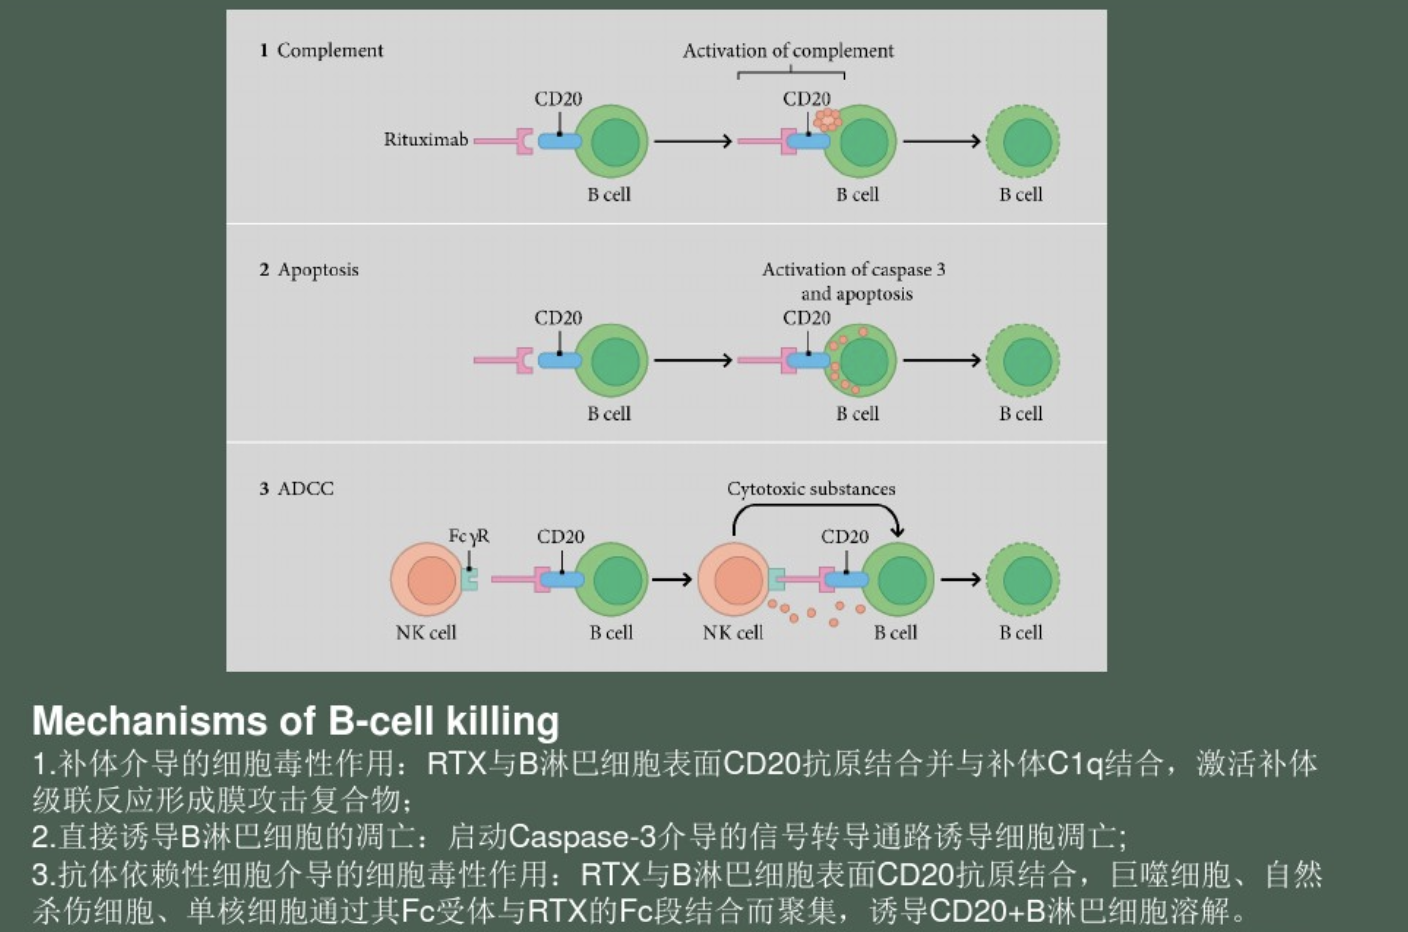 1 Complement
Activation of complement
CD20
CD20
Rituximab
B cell
B cell
B cell
2 Apoptosis
Activation of caspase 3
and apoptosis
CD20
CD20
B cell
B cell
B cell
3 ADCC
Cytotoxic substances
FcγR
CD20
CD20
NK cell
B cell
NK cell
B cell
B cell
Mechanisms of B-cell killing
1.补体介导的细胞毒性作用：RTX与B淋巴细胞表面CD20抗原结合并与补体C1q结合，激活补体
级联反应形成膜攻击复合物；
2.直接诱导B淋巴细胞的凋亡：启动Caspase-3介导的信号转导通路诱导细胞凋亡;
3.抗体依赖性细胞介导的细胞毒性作用：RTX与B淋巴细胞表面CD20抗原结合，巨噬细胞、自然
杀伤细胞、单核细胞通过其Fc受体与RTX的Fc段结合而聚集，诱导CD20+B淋巴细胞溶解。